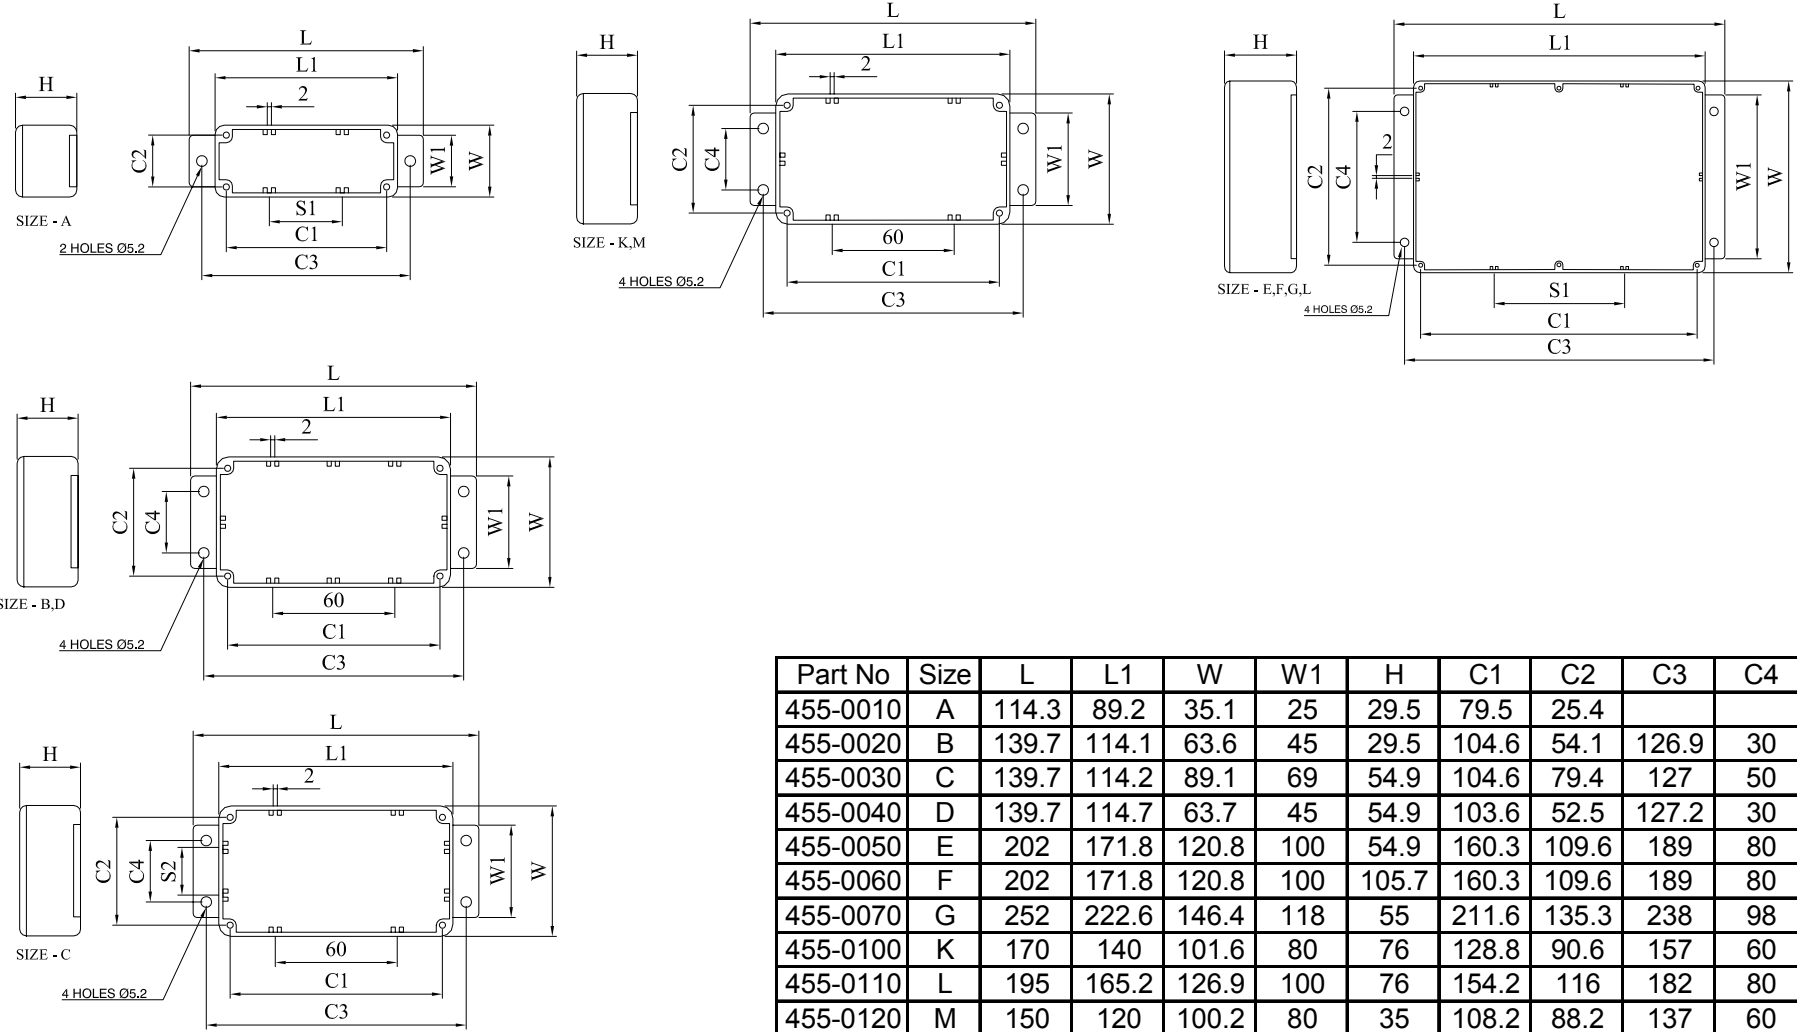 L
L1
2
H
C2
W1
W
S1
C1
C3
SIZE - A
2 HOLES Ø5.2
L
L1
2
H
C2
C4
W1
W
60
C1
C3
SIZE - K,M
4 HOLES Ø5.2
L
L1
H
2
C2
C4
W1
W
S1
C1
C3
SIZE - E,F,G,L
4 HOLES Ø5.2
L
L1
2
H
C2
C4
W1
W
60
C1
C3
SIZE - B,D
4 HOLES Ø5.2
L
L1
2
H
C2
C4
S2
W1
W
60
C1
C3
SIZE - C
4 HOLES Ø5.2
Part No Size L L1 W W1 H C1 C2 C3 C4
455-0010 A 114.3 89.2 35.1 25 29.5 79.5 25.4
455-0020 B 139.7 114.1 63.6 45 29.5 104.6 54.1 126.9 30
455-0030 C 139.7 114.2 89.1 69 54.9 104.6 79.4 127 50
455-0040 D 139.7 114.7 63.7 45 54.9 103.6 52.5 127.2 30
455-0050 E 202 171.8 120.8 100 54.9 160.3 109.6 189 80
455-0060 F 202 171.8 120.8 100 105.7 160.3 109.6 189 80
455-0070 G 252 222.6 146.4 118 55 211.6 135.3 238 98
455-0100 K 170 140 101.6 80 76 128.8 90.6 157 60
455-0110 L 195 165.2 126.9 100 76 154.2 116 182 80
455-0120 M 150 120 100.2 80 35 108.2 88.2 137 60